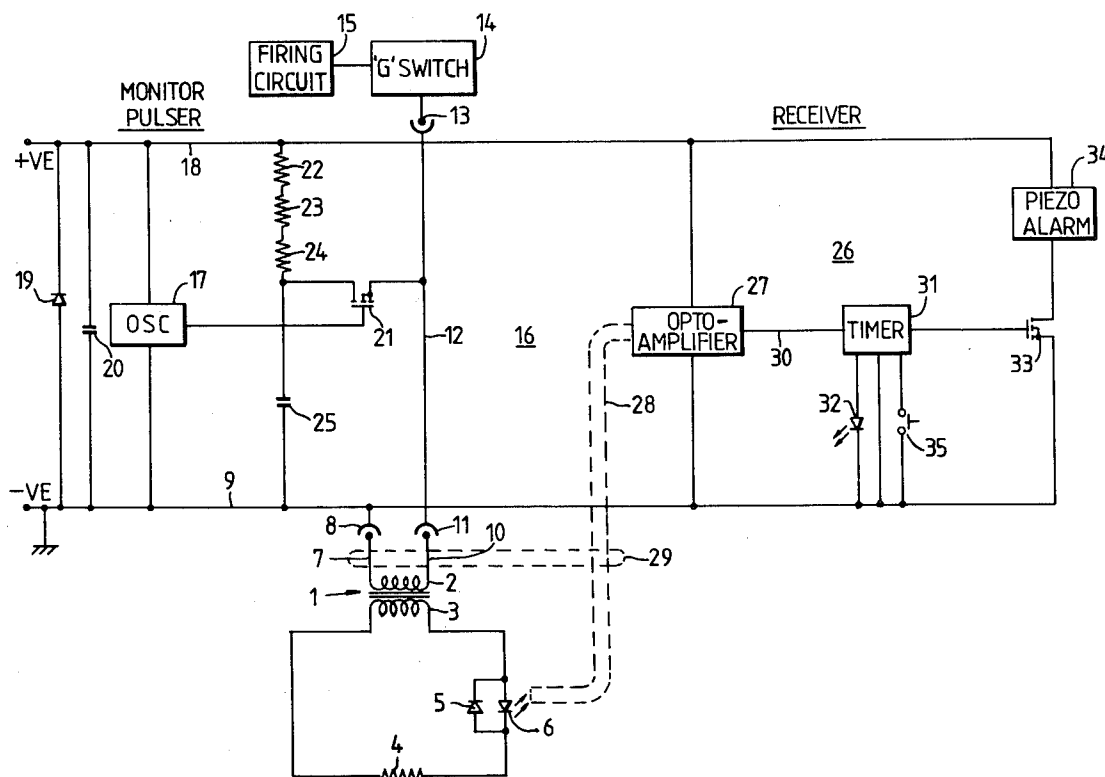 15
14
FIRING
CIRCUIT
'G' SWITCH
MONITOR
PULSER
13
RECEIVER
+VE
18
22
34
PIEZO
ALARM
23
24
26
19
17
27
31
OSC
21
OPTO-
AMPLIFIER
TIMER
20
12
16
30
33
28
32
25
35
-VE
9
8
11
7
10
29
2
1
3
5
6
4